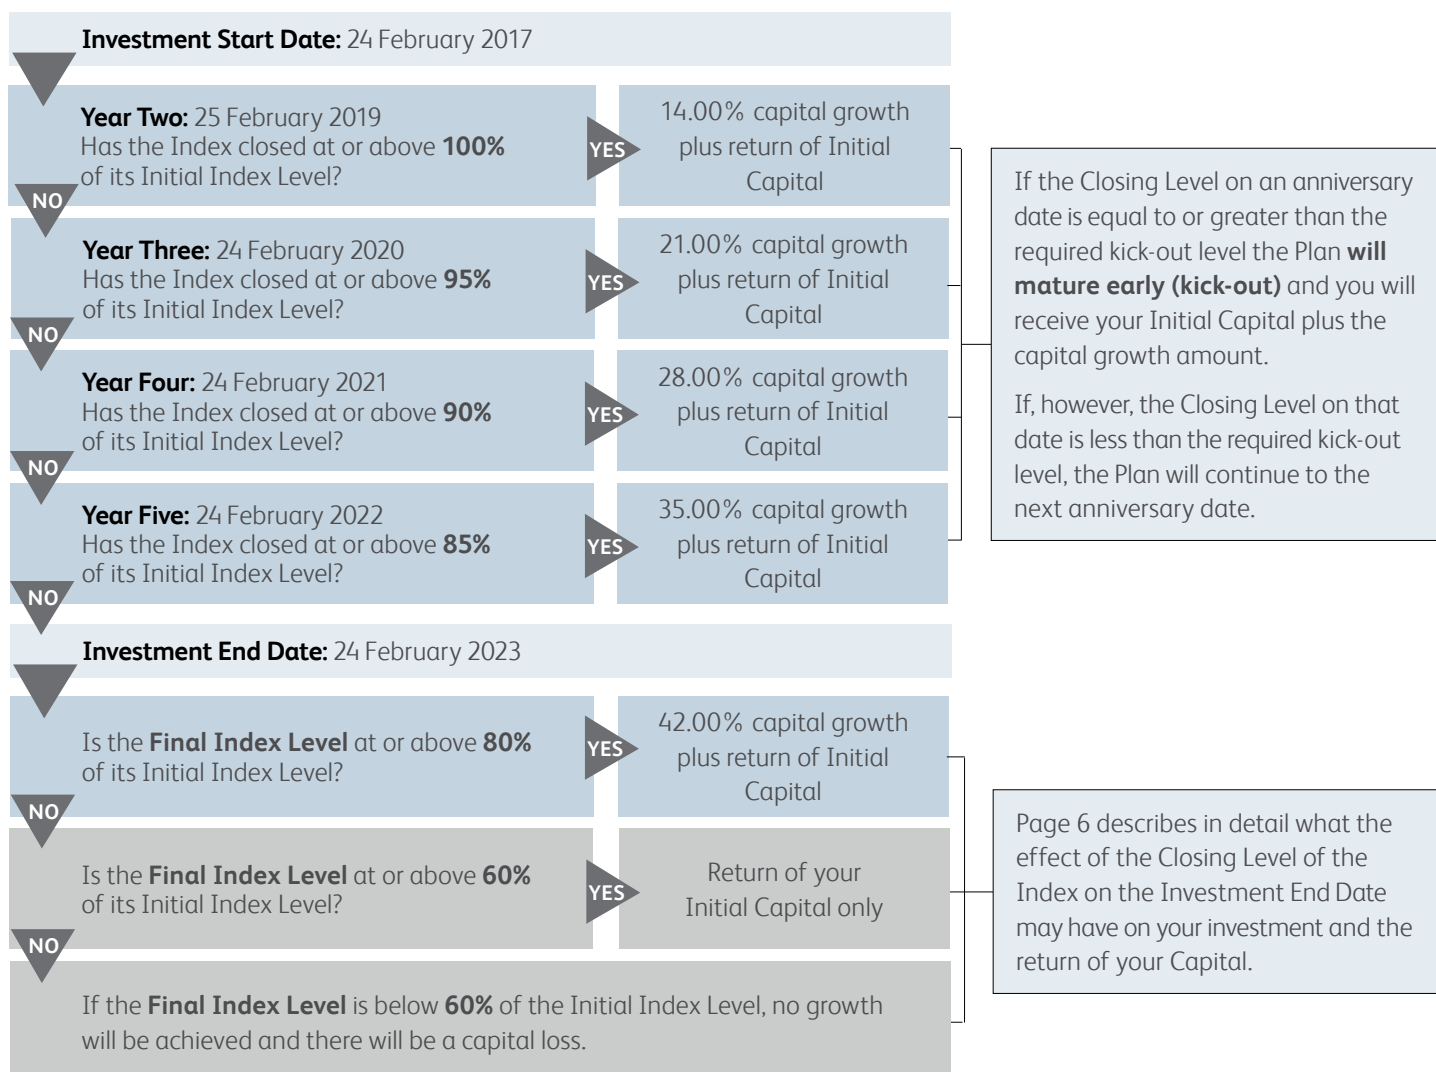 Investment Start Date: 24 February 2017
Year Two: 25 February 2019
Has the Index closed at or above 100%
of its Initial Index Level?
YES
14.00% capital growth
plus return of Initial
Capital
NO
Year Three: 24 February 2020
Has the Index closed at or above 95%
of its Initial Index Level?
YES
21.00% capital growth
plus return of Initial
Capital
NO
Year Four: 24 February 2021
Has the Index closed at or above 90%
of its Initial Index Level?
YES
28.00% capital growth
plus return of Initial
Capital
NO
Year Five: 24 February 2022
Has the Index closed at or above 85%
of its Initial Index Level?
YES
35.00% capital growth
plus return of Initial
Capital
NO
If the Closing Level on an anniversary
date is equal to or greater than the
required kick-out level the Plan will
mature early (kick-out) and you will
receive your Initial Capital plus the
capital growth amount.
If, however, the Closing Level on that
date is less than the required kick-out
level, the Plan will continue to the
next anniversary date.
Investment End Date: 24 February 2023
Is the Final Index Level at or above 80%
of its Initial Index Level?
YES
42.00% capital growth
plus return of Initial
Capital
NO
Is the Final Index Level at or above 60%
of its Initial Index Level?
YES
Return of your
Initial Capital only
NO
If the Final Index Level is below 60% of the Initial Index Level, no growth
will be achieved and there will be a capital loss.
Page 6 describes in detail what the
effect of the Closing Level of the
Index on the Investment End Date
may have on your investment and the
return of your Capital.